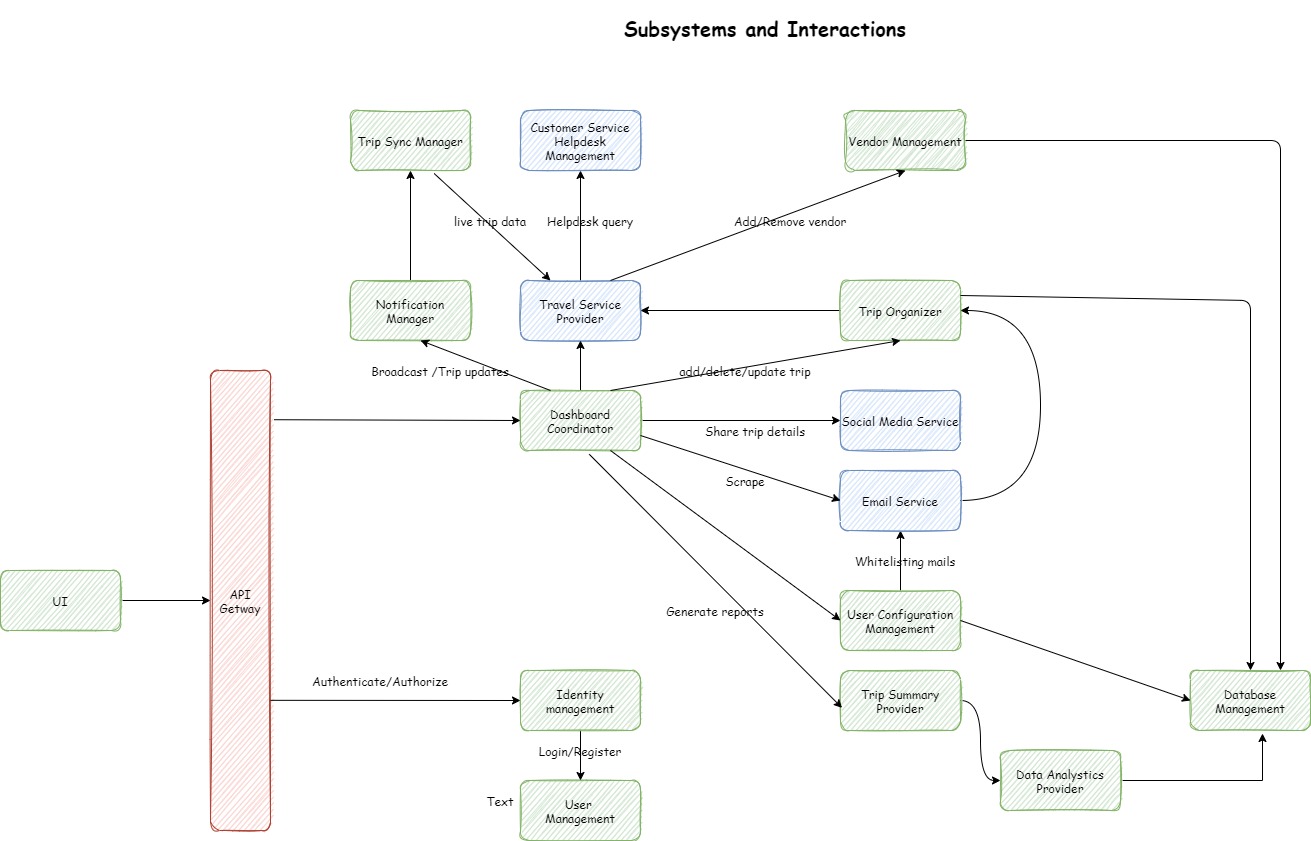 Subsystems and Interactions
Trip Sync Manager
Customer Service
Helpdesk
Management
Vendor Management
live trip data
Helpdesk query
Add/Remove vendor
Notification
Manager
Travel Service
Provider
Trip Organizer
Broadcast /Trip updates
add/delete/update trip
Dashboard
Coordinator
Social Media Service
Share trip details
Scrape
Email Service
Whitelisting mails
UI
API
Getway
Generate reports
User Configuration
Management
Authenticate/Authorize
Identity
management
Trip Summary
Provider
Database
Management
Login/Register
Data Analystics
Provider
Text
User
Management